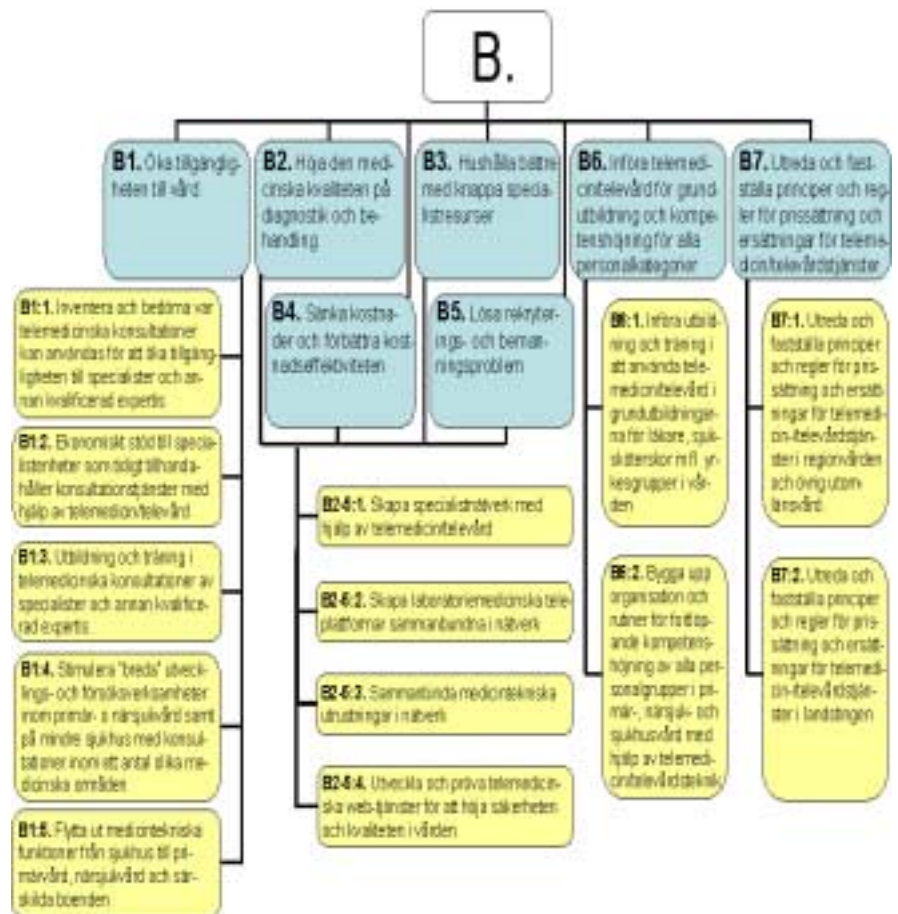 B.
B1. Öka tillgänglig-
heten till vård
B2. Höja den medi-
cinska kvaliteten på
diagnostik och be-
handling
B3. Hushålla bättre
med knappa speci-
alistresurser
B6. Införa telemedi-
cin/televård för grund-
utbildning och kompe-
tenshöjning för alla
personalkategorier
B7. Utreda och fast-
ställa principer och reg-
ler för prissättning och
ersättningar för teleme-
dicin/televårdstjänster
B4. Sänka kostna-
der och förbättra kost-
nadseffektiviteten
B5. Lösa rekryter-
ings- och beman-
ningsproblem
B1:1. Inventera och bedöma var
telemedicinska konsultationer
kan användas för att öka tillgäng-
ligheten till specialister och an-
nan kvalificerad expertis
B1:2. Ekonomiskt stöd till speci-
alistenheter som tidigt tillhanda-
håller konsultationstjänster med
hjälp av telemedicin/televård
B1:3. Utbildning och träning i
telemedicinska konsultationer av
specialister och annan kvalifice-
rad expertis
B1:4. Stimulera "breda" utveck-
lings- och försöksverksamheter
inom primär- o närsjukvård samt
på mindre sjukhus med konsul-
tationer inom ett antal olika me-
dicinska områden
B1:5. Flytta ut medicintekniska
funktioner från sjukhus till pri-
märvård, närsjukvård och sär-
skilda boenden
B2-5:1. Skapa specialistnätverk med
hjälp av telemedicin/televård
B2-5:2. Skapa laboratoriemedicinska tele-
plattformar sammanbundna i nätverk
B2-5:3. Sammanbinda medicintekniska
utrustningar i nätverk
B2-5:4. Utveckla och pröva telemedicin-
ska web-tjänster för att höja säkerheten
och kvaliteten i vården
B6:1. Införa utbild-
ning och träning i
att använda tele-
medicin/televård i
grundutbildningar-
na för läkare, sjuk-
sköterskor m fl yr-
kesgrupper i vår-
den
B6:2. Bygga upp
organisation och
rutiner för fortlöp-
ande kompetens-
höjning av alla per-
sonalgrupper i pri-
mär-, närsjuk- och
sjukhusvård med
hjälp av telemedi-
cin/televårdsteknik
B7:1. Utreda och
fastställa principer
och regler för pris-
sättning och ersätt-
ningar för telemedi-
cin-/televårdstjän-
ster i regionvården
och övrig utom-
länsvård.
B7:2. Utreda och
fastställa principer
och regler för pris-
sättning och ersätt-
ningar för telemedi-
cin-/televårdstjän-
ster i landstingen